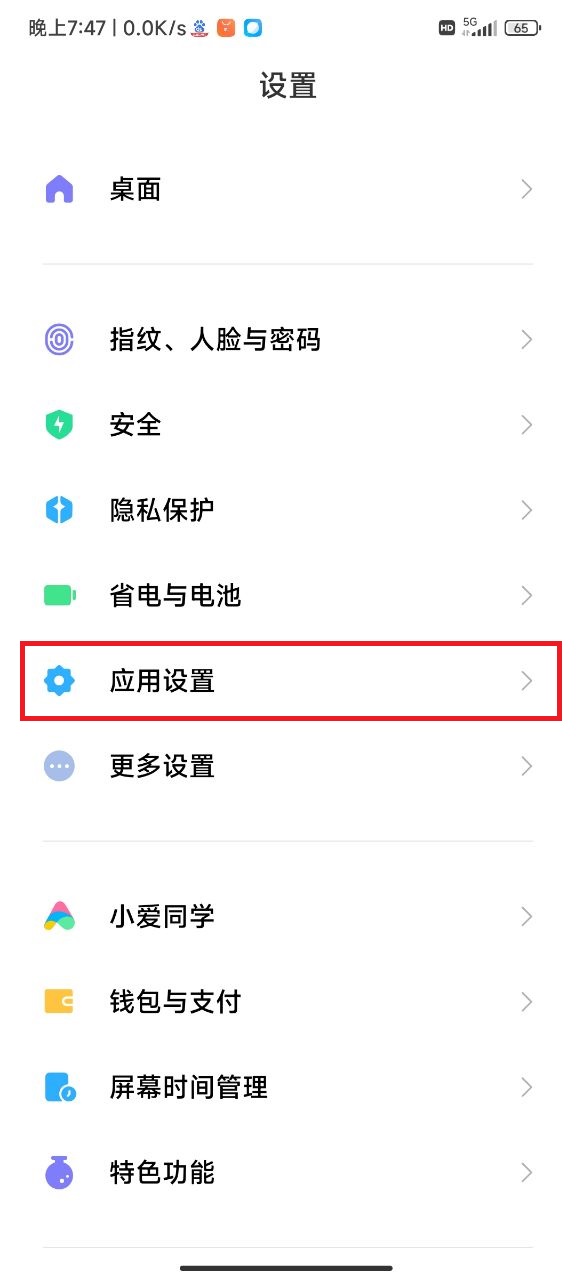 晚上7:47 | 0.0K/s HD 5G 65
设置
桌面
指纹、人脸与密码
安全
隐私保护
省电与电池
应用设置
更多设置
小爱同学
钱包与支付
屏幕时间管理
特色功能